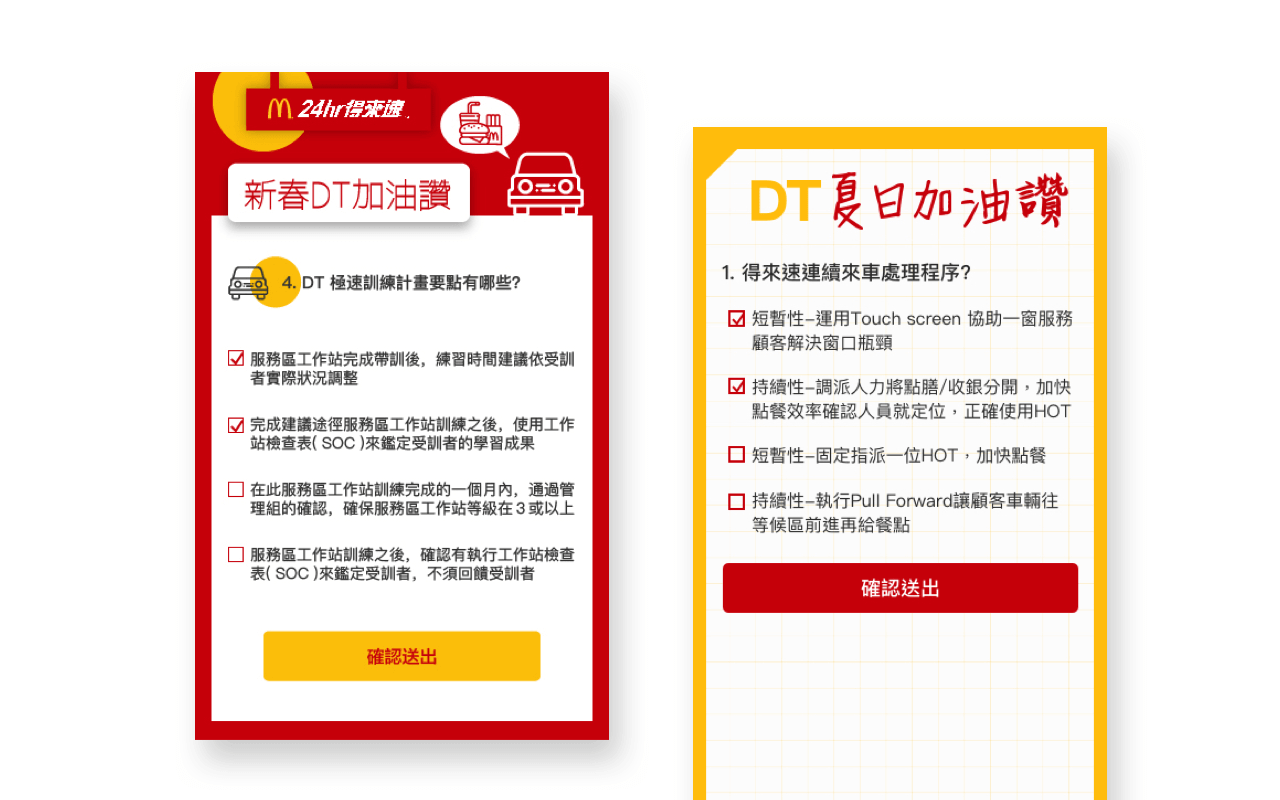 24hr得來速
新春DT加油讚
4. DT 極速訓練計畫要點有哪些?
服務區工作站完成帶訓後，練習時間建議依受訓
者實際狀況調整
完成建議途徑服務區工作站訓練之後，使用工作
站檢查表( SOC )來鑑定受訓者的學習成果
在此服務區工作站訓練完成的一個月內，通過管
理組的確認，確保服務區工作站等級在3或以上
服務區工作站訓練之後，確認有執行工作站檢查
表( SOC )來鑑定受訓者，不須回饋受訓者
確認送出
DT夏日加油讚
1. 得來速連續來車處理程序?
短暫性–運用Touch screen 協助一窗服務
顧客解決窗口瓶頸
持續性–調派人力將點膳/收銀分開，加快
點餐效率確認人員就定位，正確使用HOT
短暫性–固定指派一位HOT，加快點餐
持續性–執行Pull Forward讓顧客車輛往
等候區前進再給餐點
確認送出